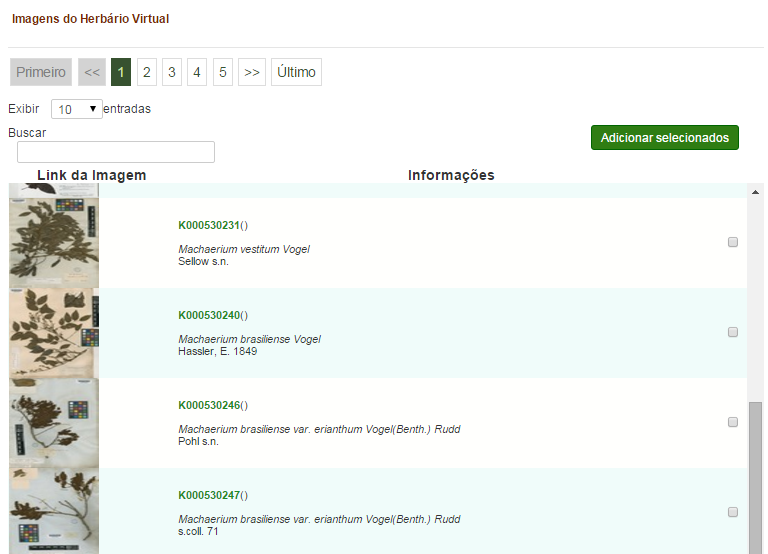 Imagens do Herbário Virtual
Primeiro << 1 2 3 4 5 >> Último
Exibir 10 entradas
Buscar
Adicionar selecionados
Link da Imagem Informações
K000530231()
Machaerium vestitum Vogel
Sellow s.n.
K000530240()
Machaerium brasiliense Vogel
Hassler, E. 1849
K000530246()
Machaerium brasiliense var. erianthum Vogel(Benth.) Rudd
Pohl s.n.
K000530247()
Machaerium brasiliense var. erianthum Vogel(Benth.) Rudd
s.coll. 71